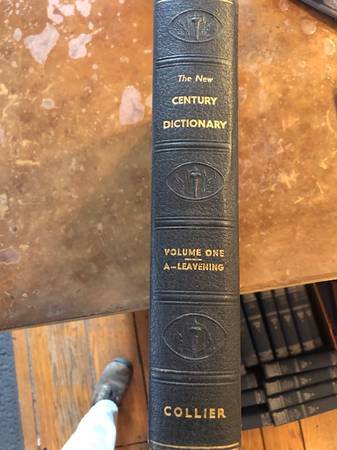 The New
CENTURY
DICTIONARY
VOLUME ONE
A—LEAVENING
COLLIER